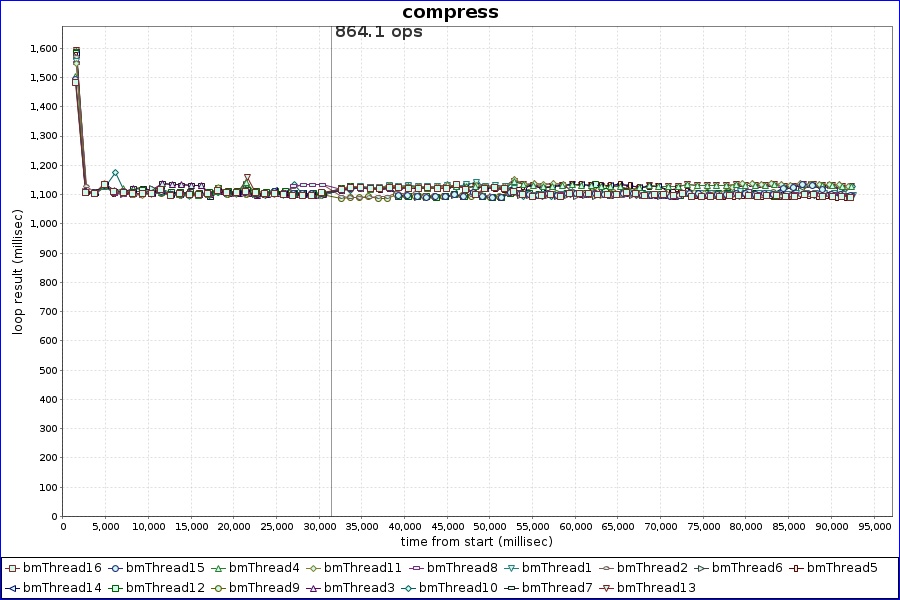 compress
864.1 ops
loop result (millisec)
1,600
1,500
1,400
1,300
1,200
1,100
1,000
900
800
700
600
500
400
300
200
100
0
0 5,000 10,000 15,000 20,000 25,000 30,000 35,000 40,000 45,000 50,000 55,000 60,000 65,000 70,000 75,000 80,000 85,000 90,000 95,000
time from start (millisec)
bmThread16 bmThread15 bmThread4 bmThread11 bmThread8 bmThread1 bmThread2 bmThread6 bmThread5
bmThread14 bmThread12 bmThread9 bmThread3 bmThread10 bmThread7 bmThread13